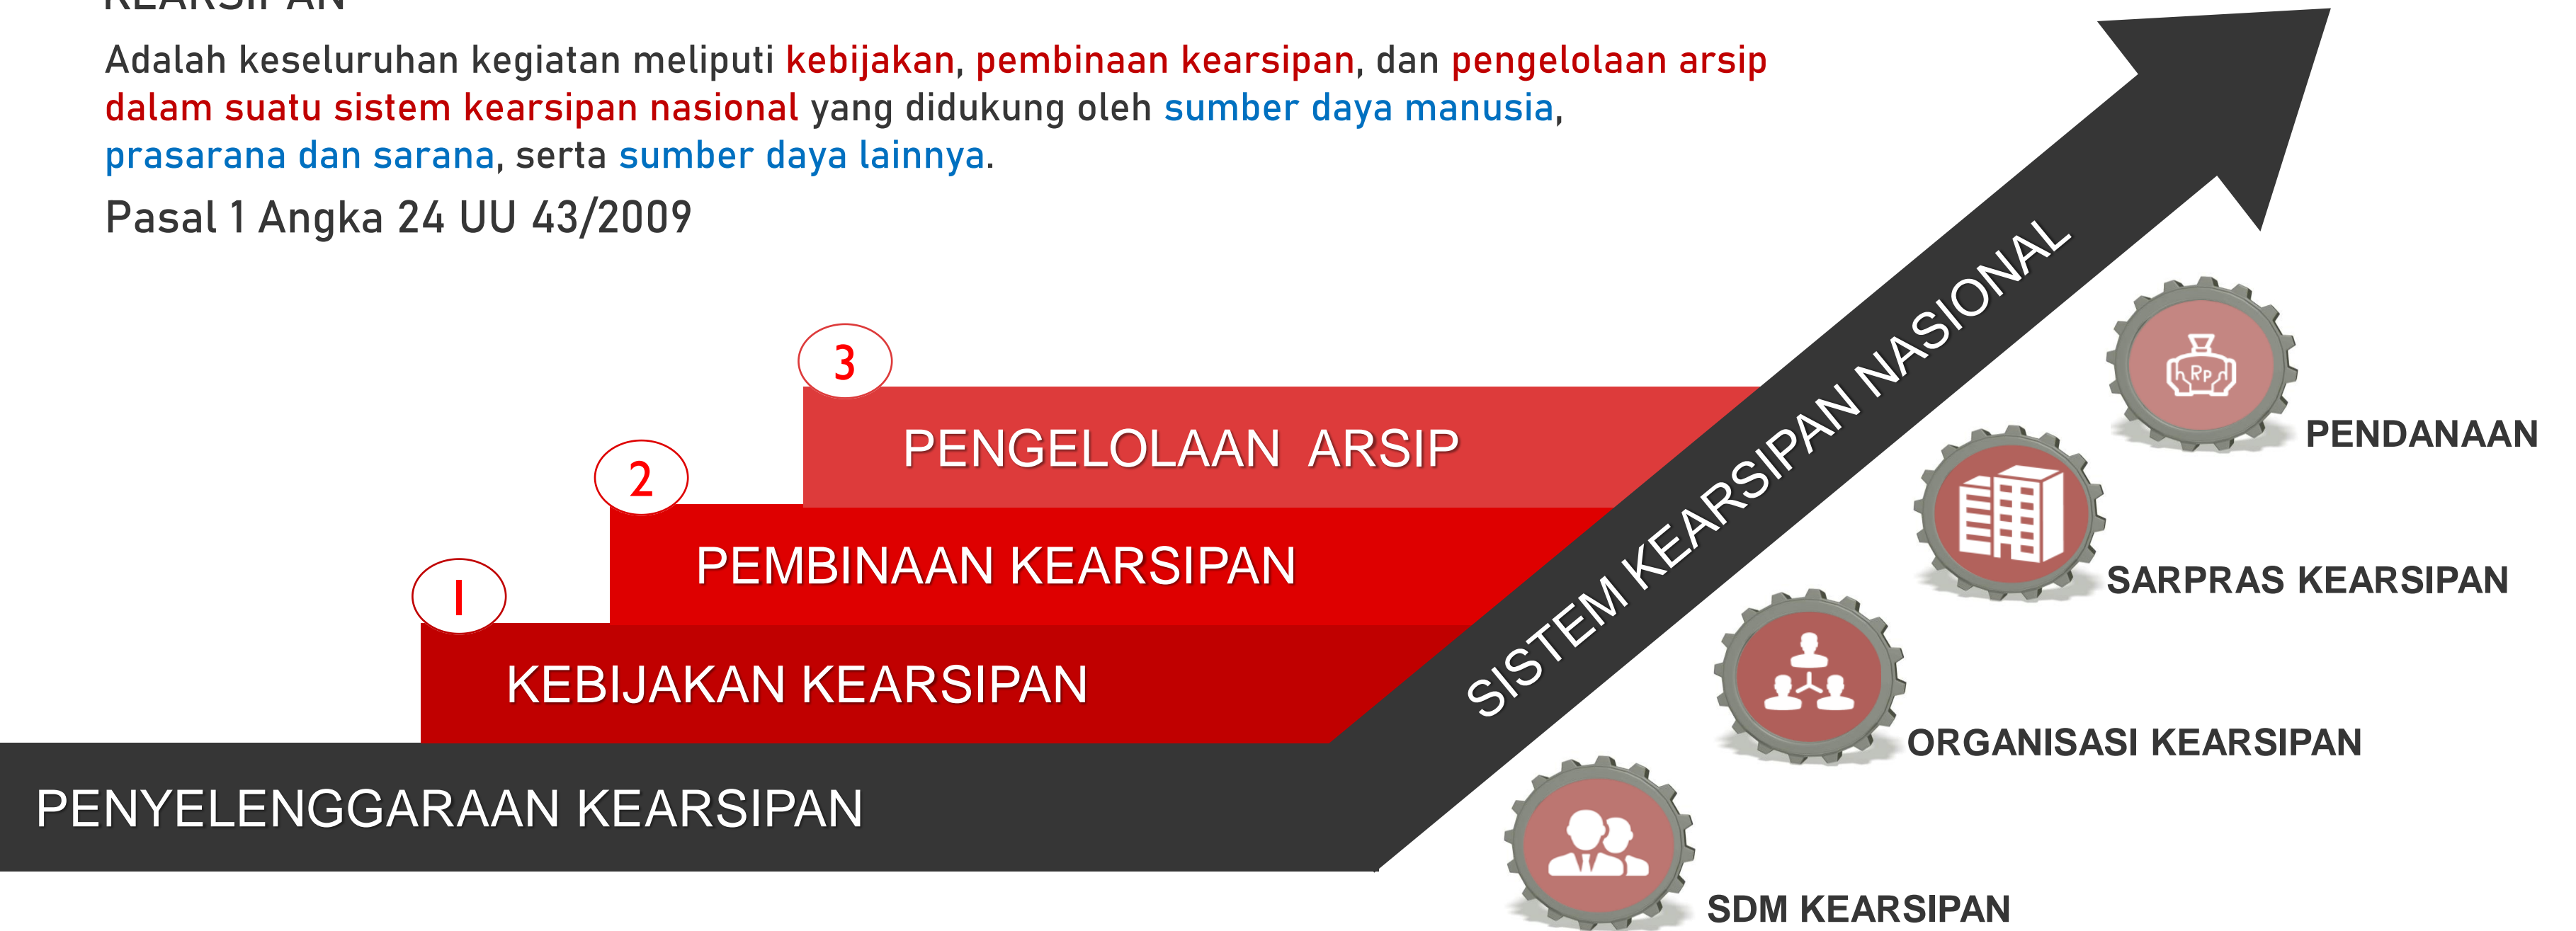 KEARSIPAN
Adalah keseluruhan kegiatan meliputi kebijakan, pembinaan kearsipan, dan pengelolaan arsip
dalam suatu sistem kearsipan nasional yang didukung oleh sumber daya manusia,
prasarana dan sarana, serta sumber daya lainnya.
Pasal 1 Angka 24 UU 43/2009
3
PENGELOLAAN ARSIP
2
PEMBINAAN KEARSIPAN
1
KEBIJAKAN KEARSIPAN
PENYELENGGARAAN KEARSIPAN
SISTEM KEARSIPAN NASIONAL
Rp
PENDANAAN
SARPRAS KEARSIPAN
ORGANISASI KEARSIPAN
SDM KEARSIPAN